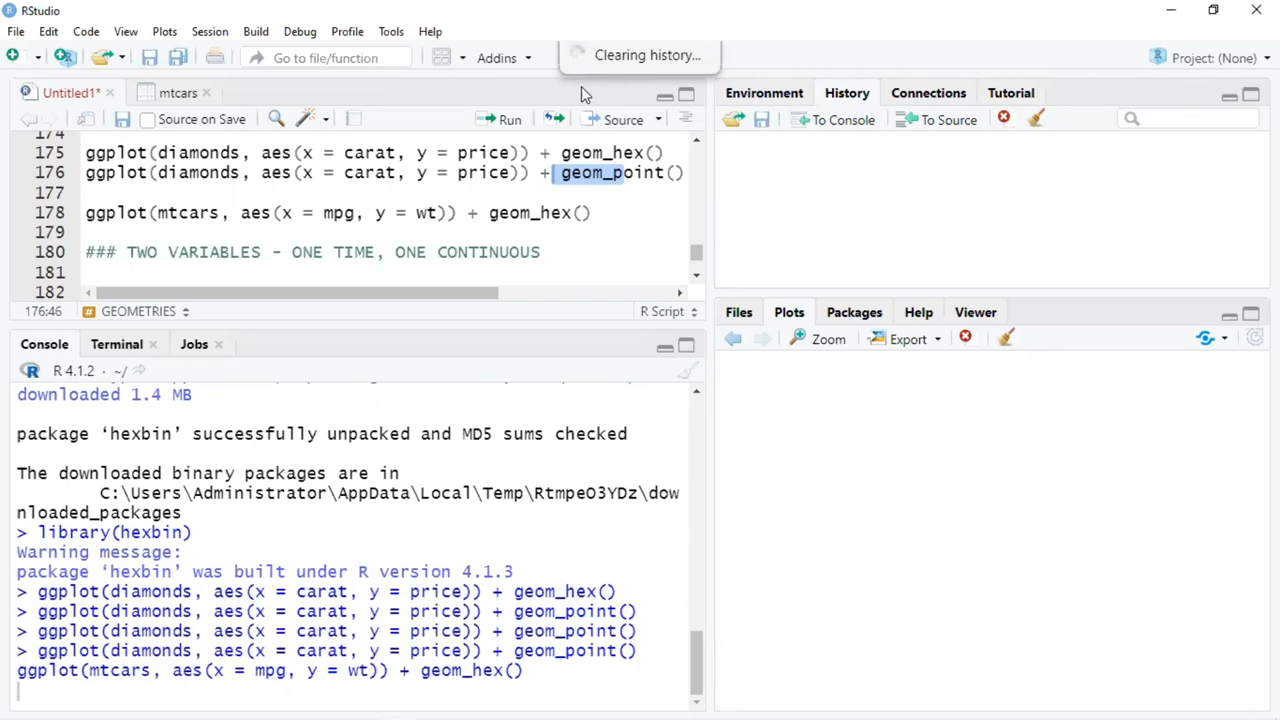 RStudio
File Edit Code View Plots Session Build Debug Profile Tools Help
Go to file/function
Addins
Project: (None)
Clearing history...
Untitled1*
mtcars
Source on Save
Run
Source
174
175 ggplot(diamonds, aes(x = carat, y = price)) + geom_hex()
176 ggplot(diamonds, aes(x = carat, y = price)) + geom_point()
177
178 ggplot(mtcars, aes(x = mpg, y = wt)) + geom_hex()
179
180 ### TWO VARIABLES - ONE TIME, ONE CONTINUOUS
181
182
176:46 # GEOMETRIES R Script
Console Terminal Jobs
R 4.1.2 · ~/
downloaded 1.4 MB
package ‘hexbin’ successfully unpacked and MD5 sums checked
The downloaded binary packages are in
C:\Users\Administrator\AppData\Local\Temp\RtmpeO3YDz\dow
nloaded_packages
> library(hexbin)
Warning message:
package ‘hexbin’ was built under R version 4.1.3
> ggplot(diamonds, aes(x = carat, y = price)) + geom_hex()
> ggplot(diamonds, aes(x = carat, y = price)) + geom_point()
> ggplot(diamonds, aes(x = carat, y = price)) + geom_point()
> ggplot(diamonds, aes(x = carat, y = price)) + geom_point()
ggplot(mtcars, aes(x = mpg, y = wt)) + geom_hex()
Environment History Connections Tutorial
To Console To Source
Files Plots Packages Help Viewer
Zoom Export